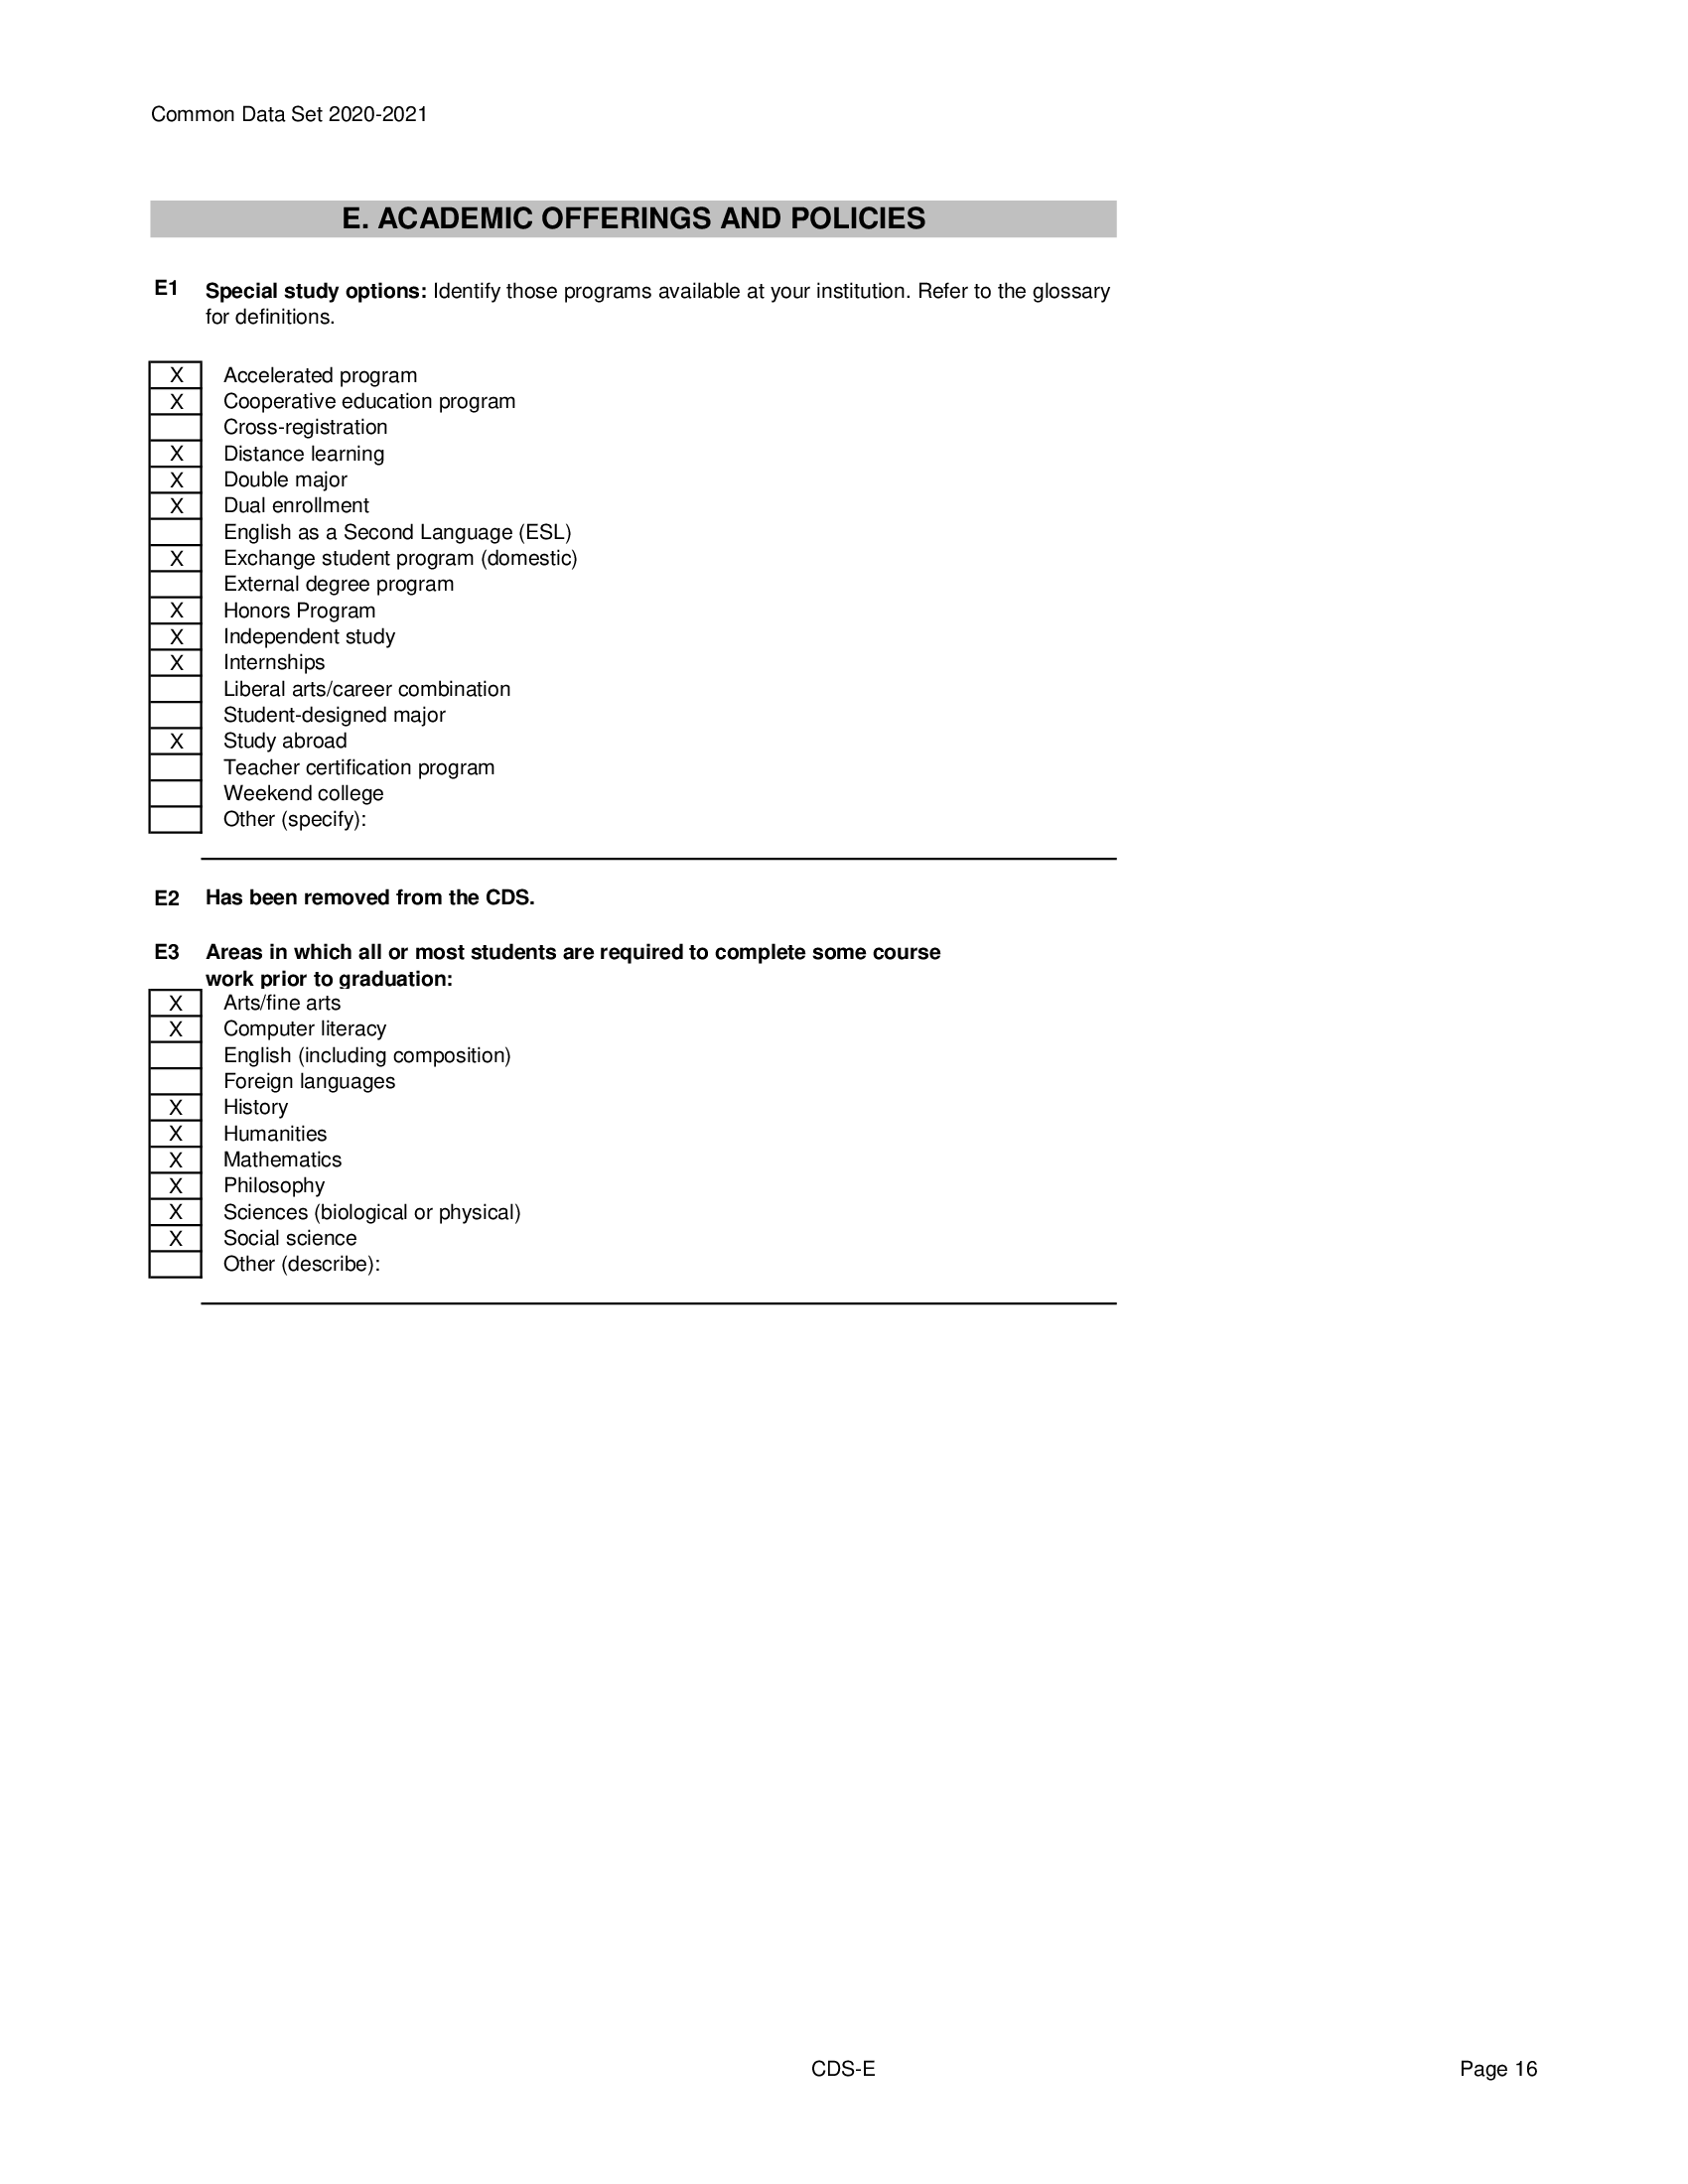 Common Data Set 2020-2021
E. ACADEMIC OFFERINGS AND POLICIES
E1 Special study options: Identify those programs available at your institution. Refer to the glossary
for definitions.
X Accelerated program
X Cooperative education program
Cross-registration
X Distance learning
X Double major
X Dual enrollment
English as a Second Language (ESL)
X Exchange student program (domestic)
External degree program
X Honors Program
X Independent study
X Internships
Liberal arts/career combination
Student-designed major
X Study abroad
Teacher certification program
Weekend college
Other (specify):
E2 Has been removed from the CDS.
E3 Areas in which all or most students are required to complete some course
work prior to graduation:
X Arts/fine arts
X Computer literacy
English (including composition)
Foreign languages
X History
X Humanities
X Mathematics
X Philosophy
X Sciences (biological or physical)
X Social science
Other (describe):
CDS-E Page 16